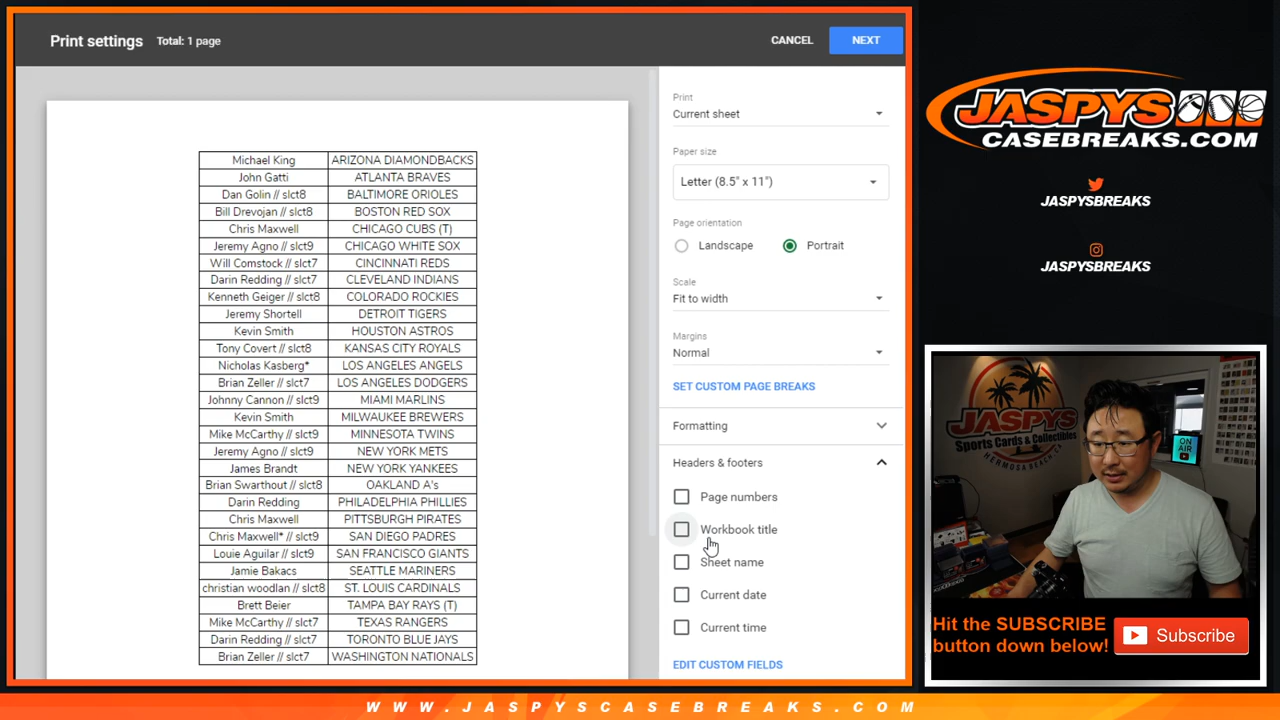 Print settings Total: 1 page CANCEL NEXT
Michael King ARIZONA DIAMONDBACKS
John Gatti ATLANTA BRAVES
Dan Golin // slct8 BALTIMORE ORIOLES
Bill Drevojan // slct8 BOSTON RED SOX
Chris Maxwell CHICAGO CUBS (T)
Jeremy Agno // slct9 CHICAGO WHITE SOX
Will Comstock // slct7 CINCINNATI REDS
Darin Redding // slct7 CLEVELAND INDIANS
Kenneth Geiger // slct8 COLORADO ROCKIES
Jeremy Shortell DETROIT TIGERS
Kevin Smith HOUSTON ASTROS
Tony Covert // slct8 KANSAS CITY ROYALS
Nicholas Kasberg* LOS ANGELES ANGELS
Brian Zeller // slct7 LOS ANGELES DODGERS
Johnny Cannon // slct9 MIAMI MARLINS
Kevin Smith MILWAUKEE BREWERS
Mike McCarthy // slct9 MINNESOTA TWINS
Jeremy Agno // slct9 NEW YORK METS
James Brandt NEW YORK YANKEES
Brian Swarthout // slct8 OAKLAND A's
Darin Redding PHILADELPHIA PHILLIES
Chris Maxwell PITTSBURGH PIRATES
Chris Maxwell* // slct9 SAN DIEGO PADRES
Louie Aguilar // slct9 SAN FRANCISCO GIANTS
Jamie Bakacs SEATTLE MARINERS
christian woodlan // slct8 ST. LOUIS CARDINALS
Brett Beier TAMPA BAY RAYS (T)
Mike McCarthy // slct7 TEXAS RANGERS
Darin Redding // slct7 TORONTO BLUE JAYS
Brian Zeller // slct7 WASHINGTON NATIONALS
Print
Current sheet
Paper size
Letter (8.5" x 11")
Page orientation
Landscape Portrait
Scale
Fit to width
Margins
Normal
SET CUSTOM PAGE BREAKS
Formatting
Headers & footers
Page numbers
Workbook title
Sheet name
Current date
Current time
EDIT CUSTOM FIELDS
JASPYS
CASEBREAKS.COM
JASPYSBREAKS
JASPYSBREAKS
JASPYS
Sports Cards & Collectibles
HERMOSA BEACH
ON
AIR
Hit the SUBSCRIBE
button down below!
Subscribe
WWW.JASPYSCASEBREAKS.COM